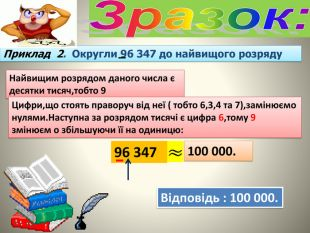 Зразок:
Приклад 2. Округли 96 347 до найвищого розряду
Найвищим розрядом даного числа є
десятки тисяч,тобто 9
Цифри,що стоять праворуч від неї ( тобто 6,3,4 та 7),замінюємо
нулями.Наступна за розрядом тисячі є цифра 6,тому 9
змінюєм о збільшуючи її на одиницю:
96 347 ≈ 100 000.
Відповідь : 100 000.